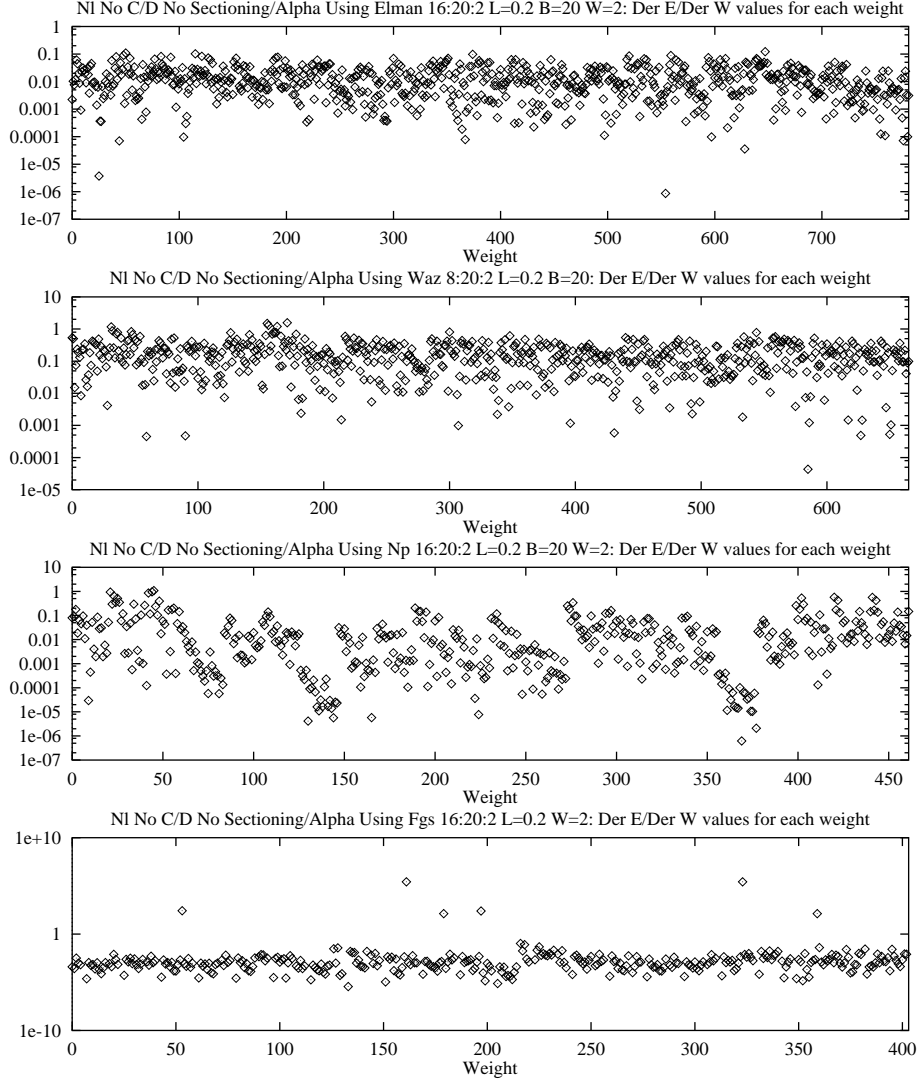 Nl No C/D No Sectioning/Alpha Using Elman 16:20:2 L=0.2 B=20 W=2: Der E/Der W values for each weight
1
0.1
0.01
0.001
0.0001
1e-05
1e-06
1e-07
0 100 200 300 400 500 600 700
Weight
Nl No C/D No Sectioning/Alpha Using Waz 8:20:2 L=0.2 B=20: Der E/Der W values for each weight
10
1
0.1
0.01
0.001
0.0001
1e-05
0 100 200 300 400 500 600
Weight
Nl No C/D No Sectioning/Alpha Using Np 16:20:2 L=0.2 B=20 W=2: Der E/Der W values for each weight
10
1
0.1
0.01
0.001
0.0001
1e-05
1e-06
1e-07
0 50 100 150 200 250 300 350 400 450
Weight
Nl No C/D No Sectioning/Alpha Using Fgs 16:20:2 L=0.2 W=2: Der E/Der W values for each weight
1e+10
1
1e-10
0 50 100 150 200 250 300 350 400
Weight